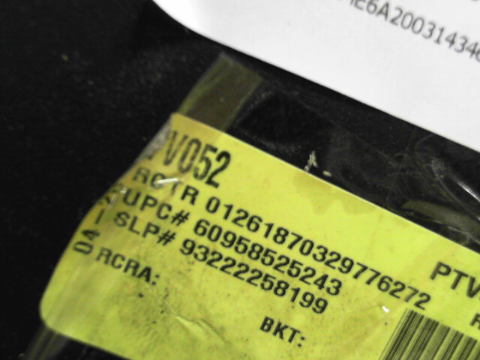 E6A20031434
V052
RCTR 01261870329776272
UPC# 60958525243
SLP# 93222258199
RCRA:
BKT:
PTV